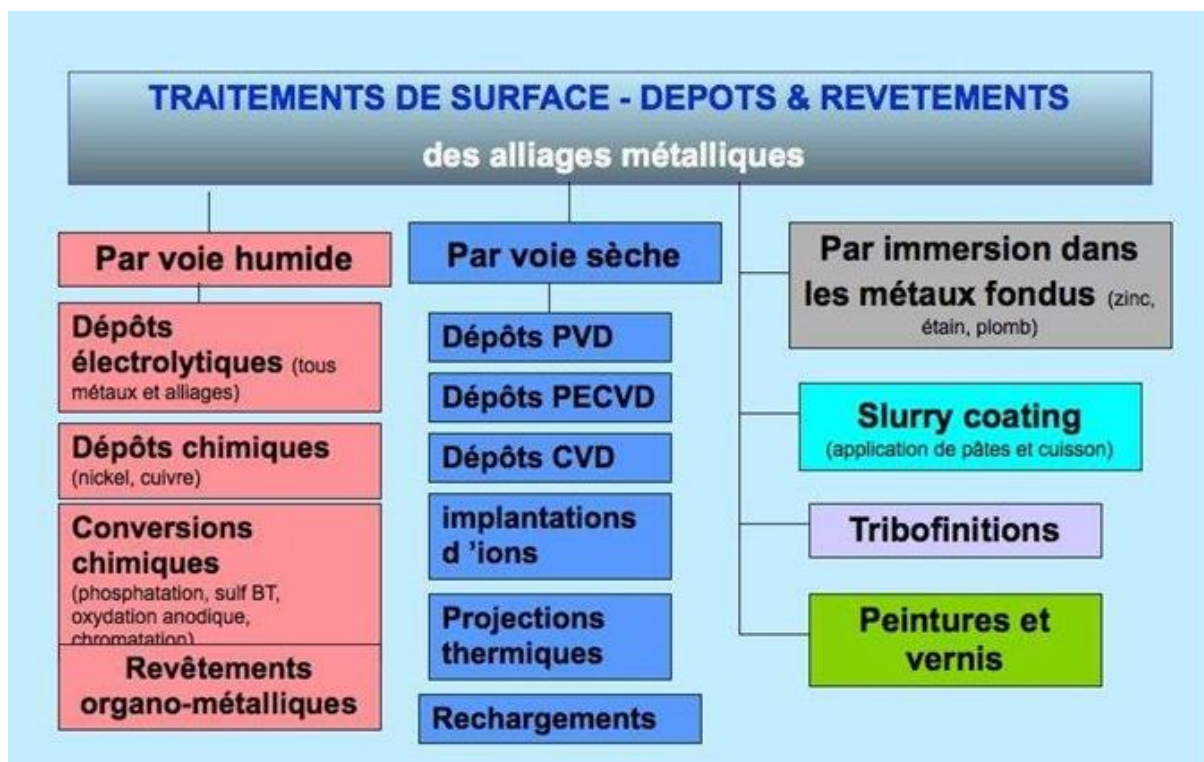 TRAITEMENTS DE SURFACE - DEPOTS & REVETEMENTS
des alliages métalliques
Par voie humide
Dépôts
électrolytiques (tous
métaux et alliages)
Dépôts chimiques
(nickel, cuivre)
Conversions
chimiques
(phosphatation, sulf BT,
oxydation anodique,
chromatation)
Revêtements
organo-métalliques
Par voie sèche
Dépôts PVD
Dépôts PECVD
Dépôts CVD
implantations
d 'ions
Projections
thermiques
Rechargements
Par immersion dans
les métaux fondus (zinc,
étain, plomb)
Slurry coating
(application de pâtes et cuisson)
Tribofinitions
Peintures et
vernis